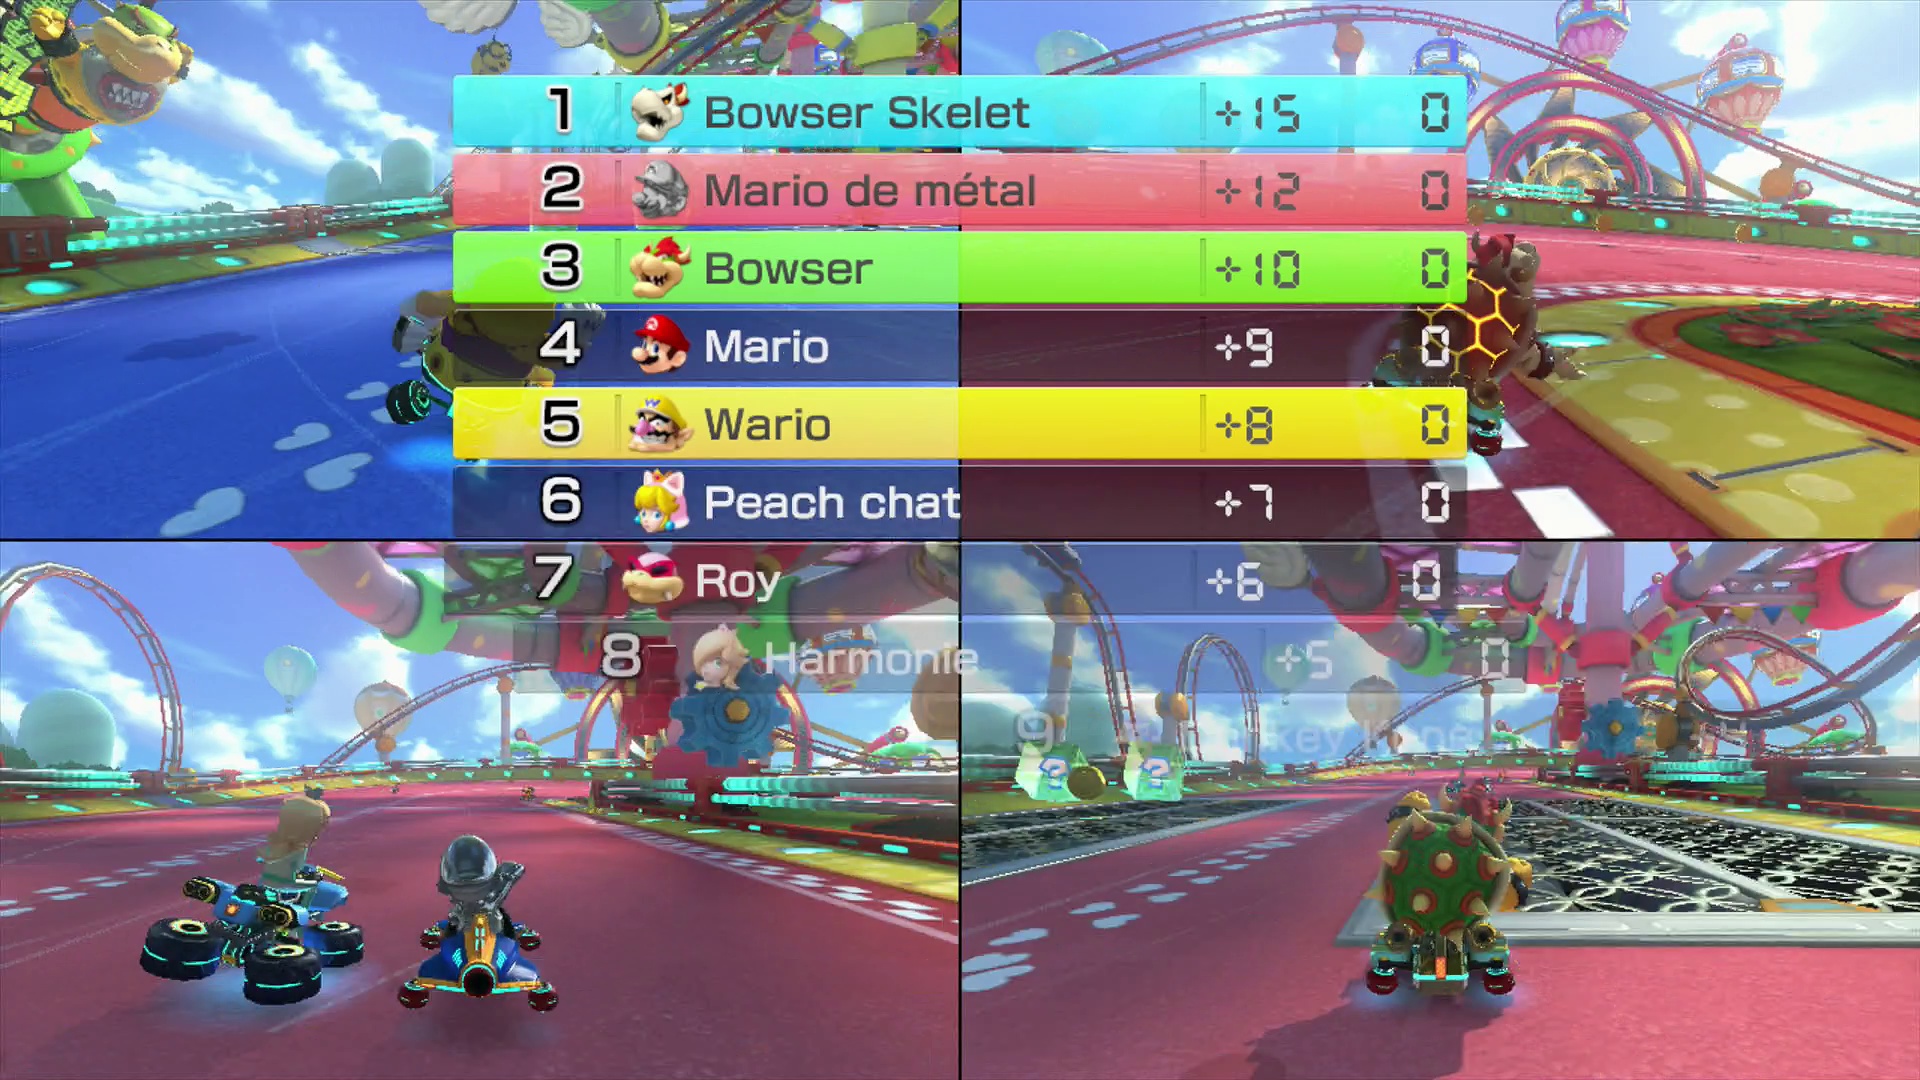 1 Bowser Skelet +15 0
2 Mario de métal +12 0
3 Bowser +10 0
4 Mario +9 0
5 Wario +8 0
6 Peach chat +7 0
7 Roy +6 0
8 Harmonie +5 0
9